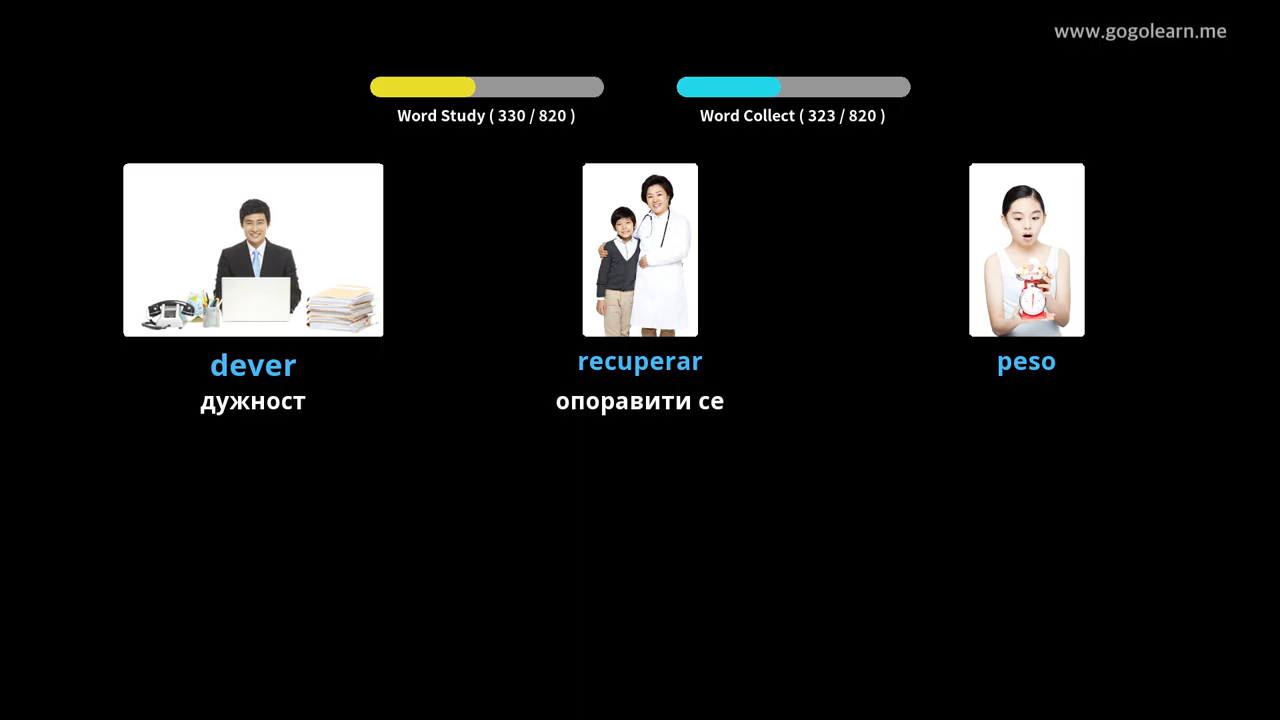 www.gogolearn.me
Word Study ( 330 / 820 )
Word Collect ( 323 / 820 )
dever
дужност
recuperar
опоравити се
peso